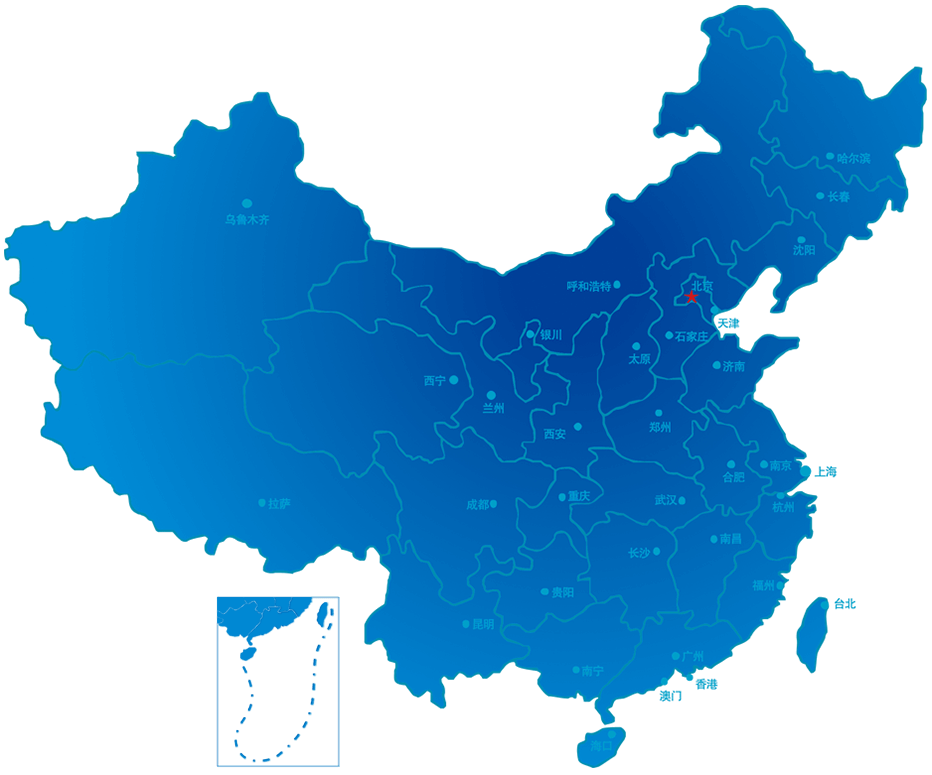 哈尔滨
长春
乌鲁木齐
沈阳
呼和浩特
北京
天津
银川
石家庄
太原
济南
西宁
兰州
郑州
西安
南京
上海
合肥
重庆
武汉
拉萨
成都
杭州
南昌
长沙
福州
贵阳
台北
昆明
广州
南宁
香港
澳门
海口